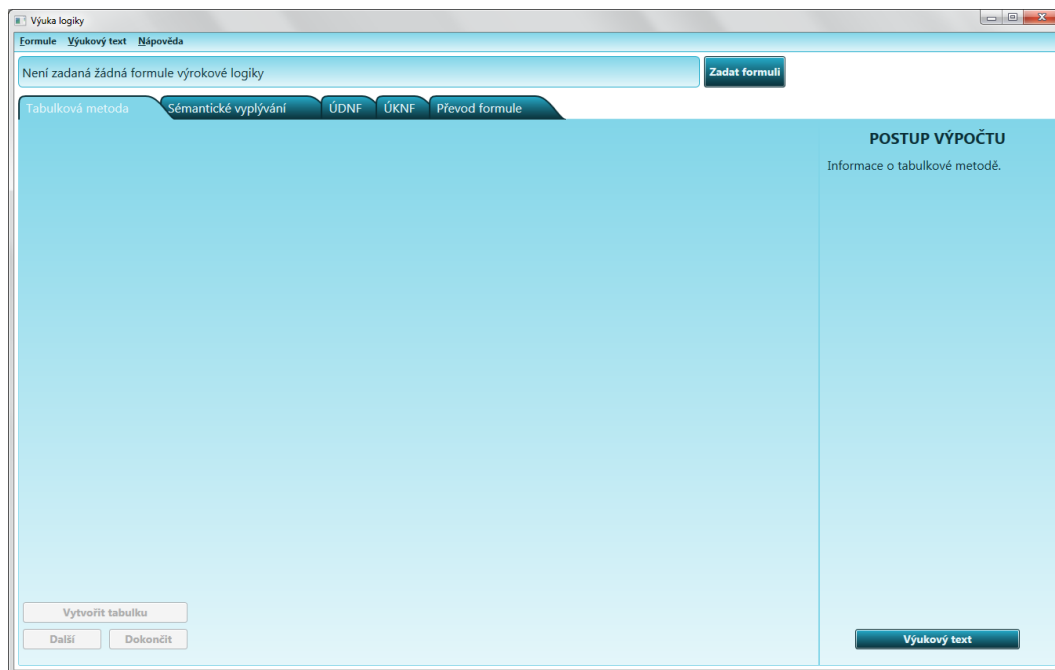 Výuka logiky
Formule Výukový text Nápověda
Není zadaná žádná formule výrokové logiky
Zadat formuli
Tabulková metoda Sémantické vyplývání ÚDNF ÚKNF Převod formule
POSTUP VÝPOČTU
Informace o tabulkové metodě.
Vytvořit tabulku
Další Dokončit
Výukový text